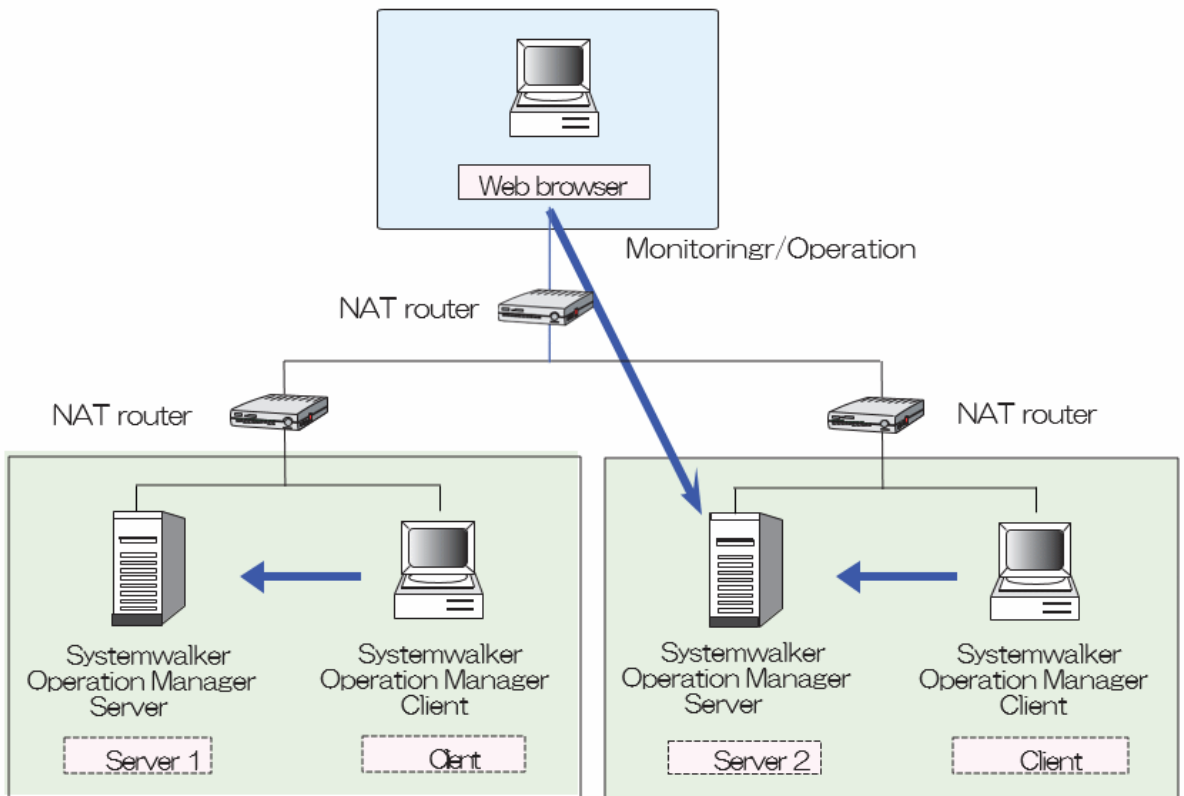 Web browser
Monitoringr/Operation
NAT router
NAT router
NAT router
Systemwalker
Operation Manager
Server
Systemwalker
Operation Manager
Client
Systemwalker
Operation Manager
Server
Systemwalker
Operation Manager
Client
Server 1
Client
Server 2
Client